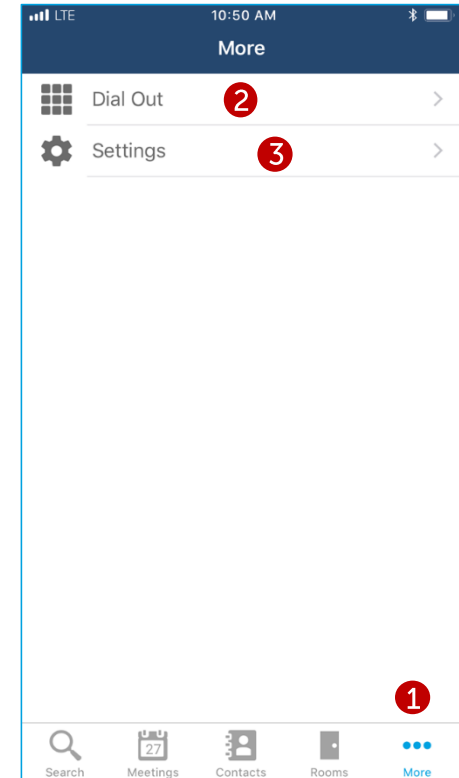 LTE 10:50 AM
More
Dial Out 2
Settings 3
1
27
Search Meetings Contacts Rooms More